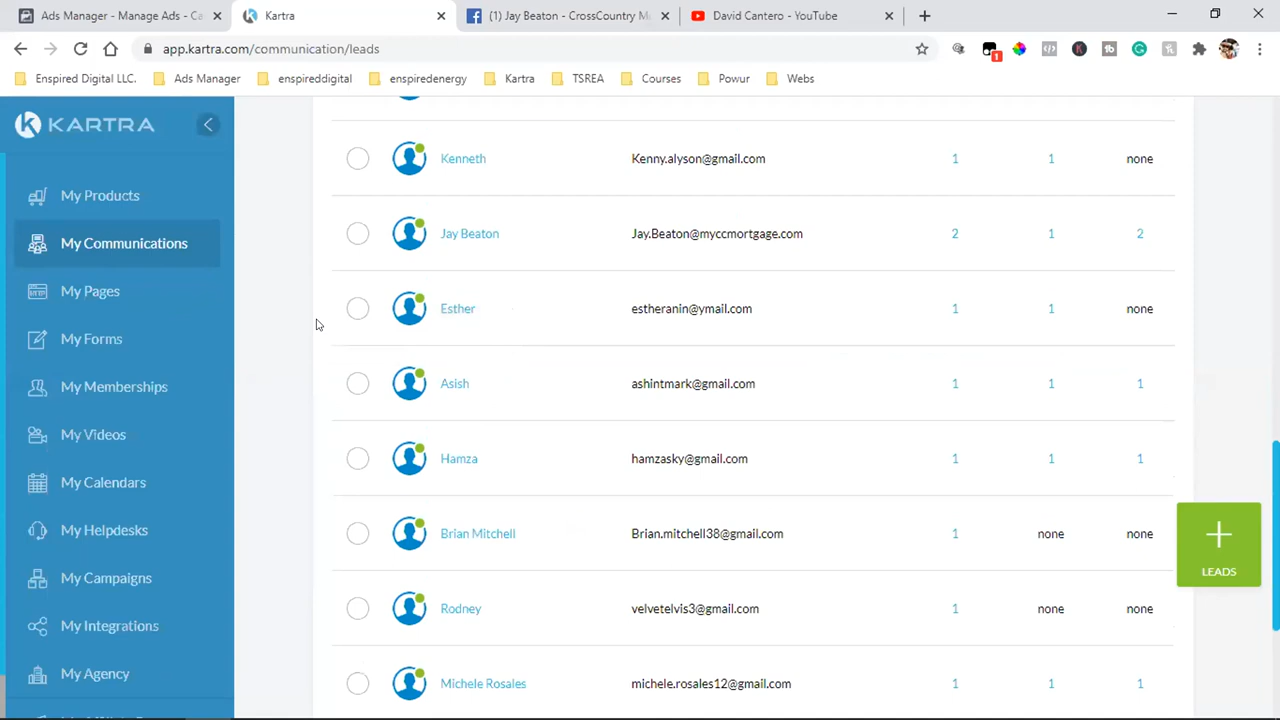 Ads Manager - Manage Ads - Ca
Kartra
(1) Jay Beaton - CrossCountry M
David Cantero - YouTube
app.kartra.com/communication/leads
1
Enspired Digital LLC.
Ads Manager
enspireddigital
enspiredenergy
Kartra
TSREA
Courses
Powur
Webs
KARTRA
My Products
My Communications
My Pages
My Forms
My Memberships
My Videos
My Calendars
My Helpdesks
My Campaigns
My Integrations
My Agency
Kenneth Kenny.alyson@gmail.com 1 1 none
Jay Beaton Jay.Beaton@myccmortgage.com 2 1 2
Esther estheranin@ymail.com 1 1 none
Asish ashintmark@gmail.com 1 1 1
Hamza hamzasky@gmail.com 1 1 1
Brian Mitchell Brian.mitchell38@gmail.com 1 none none
Rodney velvetelvis3@gmail.com 1 none none
Michele Rosales michele.rosales12@gmail.com 1 1 1
LEADS